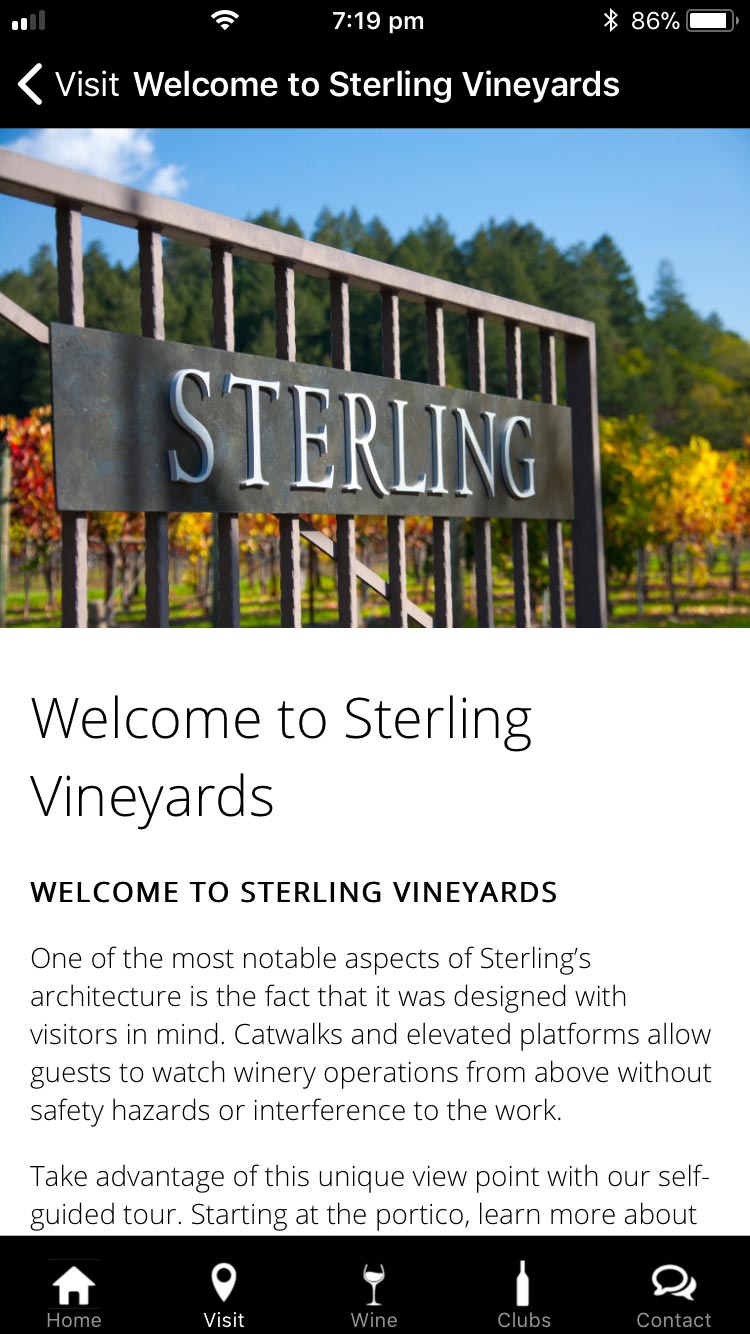 7:19 pm
86%
Visit Welcome to Sterling Vineyards
STERLING
Welcome to Sterling
Vineyards
WELCOME TO STERLING VINEYARDS
One of the most notable aspects of Sterling’s
architecture is the fact that it was designed with
visitors in mind. Catwalks and elevated platforms allow
guests to watch winery operations from above without
safety hazards or interference to the work.
Take advantage of this unique view point with our self-
guided tour. Starting at the portico, learn more about
Home Visit Wine Clubs Contact